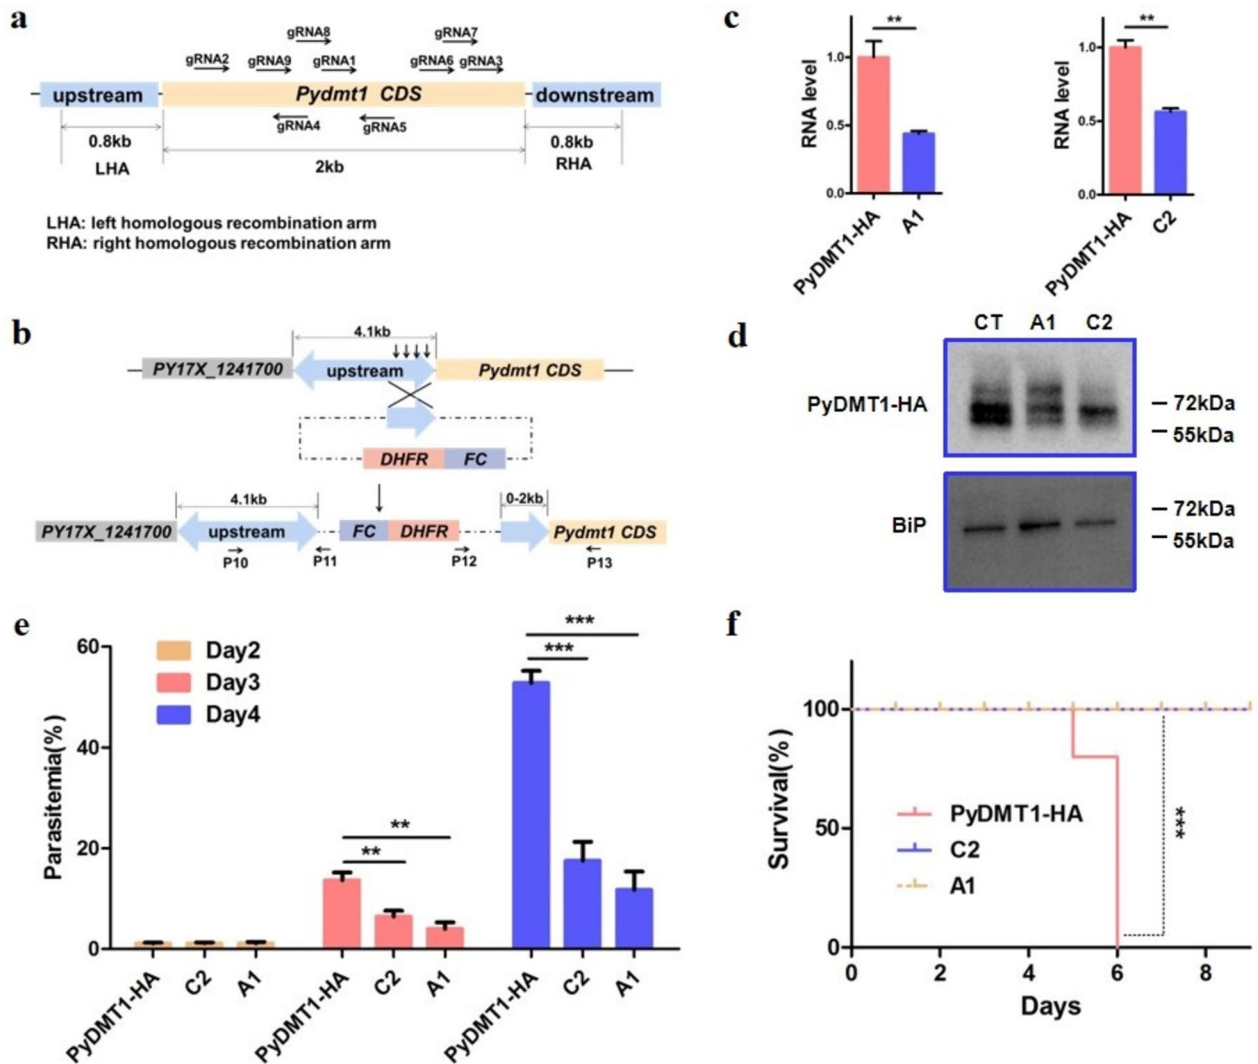 a
gRNA8
gRNA7
gRNA2
gRNA9
gRNA1
gRNA6
gRNA3
upstream
Pydmt1 CDS
downstream
gRNA4
gRNA5
0.8kb
0.8kb
LHA
2kb
RHA
LHA: left homologous recombination arm
RHA: right homologous recombination arm
b
4.1kb
PY17X_1241700
upstream
Pydmt1 CDS
DHFR
FC
4.1kb
0-2kb
PY17X_1241700
upstream
FC
DHFR
Pydmt1 CDS
P10
P11
P12
P13
c
RNA level
1.0
0.5
0.0
**
PyDMT1-HA
A1
RNA level
1.0
0.5
0.0
**
PyDMT1-HA
C2
d
CT A1 C2
PyDMT1-HA
72kDa
55kDa
BiP
72kDa
55kDa
e
Parasitemia(%)
60
40
20
0
Day2
Day3
Day4
**
**
***
***
PyDMT1-HA
C2
A1
PyDMT1-HA
C2
A1
PyDMT1-HA
C2
A1
f
Survival(%)
100
50
0
PyDMT1-HA
C2
A1
***
0 2 4 6 8
Days